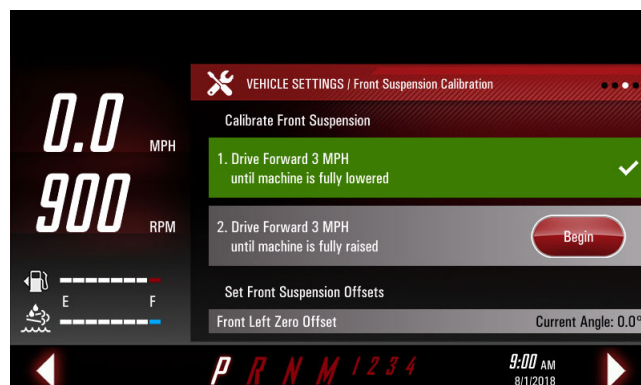 VEHICLE SETTINGS / Front Suspension Calibration
Calibrate Front Suspension
0.0 MPH
1. Drive Forward 3 MPH
until machine is fully lowered
900 RPM
2. Drive Forward 3 MPH
until machine is fully raised
Begin
E F
Set Front Suspension Offsets
Front Left Zero Offset Current Angle: 0.0°
P R N M 1 2 3 4
9:00 AM
8/1/2018